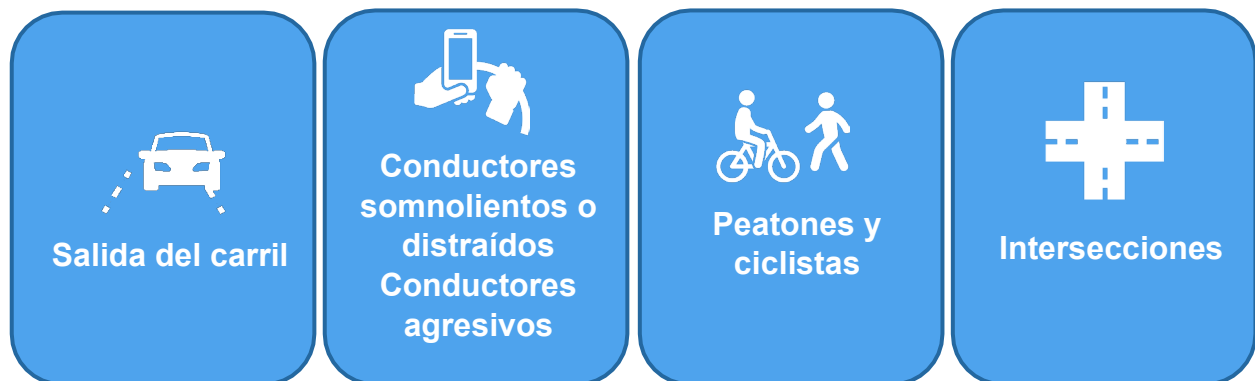 Salida del carril
Conductores
somnolientos o
distraídos
Conductores
agresivos
Peatones y
ciclistas
Intersecciones